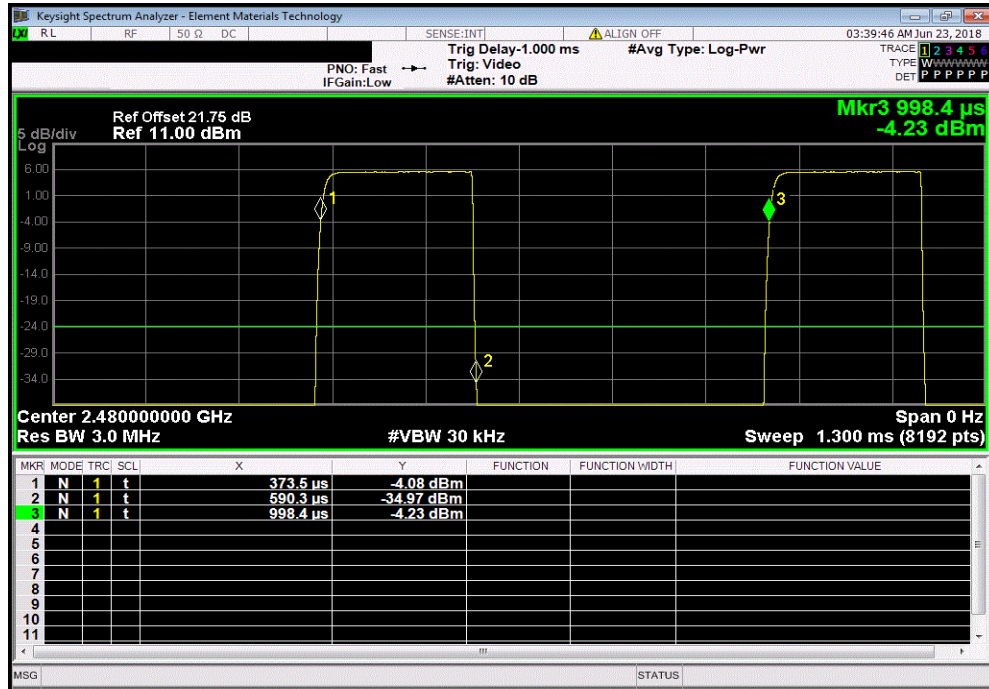 Keysight Spectrum Analyzer - Element Materials Technology
LXI RL RF 50 Ω DC SENSE:INT ALIGN OFF 03:39:46 AM Jun 23, 2018
Trig Delay-1.000 ms #Avg Type: Log-Pwr TRACE 1 2 3 4 5 6
PNO: Fast Trig: Video TYPE WWWWWW
IFGain:Low #Atten: 10 dB DET P P P P P P
Mkr3 998.4 µs
-4.23 dBm
Ref Offset 21.75 dB
5 dB/div Ref 11.00 dBm
Log
6.00
1.00
-4.00
-9.00
-14.0
-19.0
-24.0
-29.0
-34.0
1
2
3
Center 2.480000000 GHz Span 0 Hz
Res BW 3.0 MHz #VBW 30 kHz Sweep 1.300 ms (8192 pts)
MKR MODE TRC SCL X Y FUNCTION FUNCTION WIDTH FUNCTION VALUE
1 N 1 t 373.5 µs -4.08 dBm
2 N 1 t 590.3 µs -34.97 dBm
3 N 1 t 998.4 µs -4.23 dBm
4
5
6
7
8
9
10
11
MSG STATUS